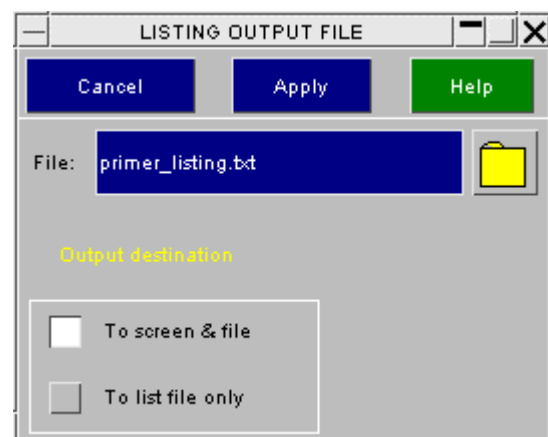 LISTING OUTPUT FILE
Cancel Apply Help
File: primer_listing.txt
Output destination
To screen & file
To list file only